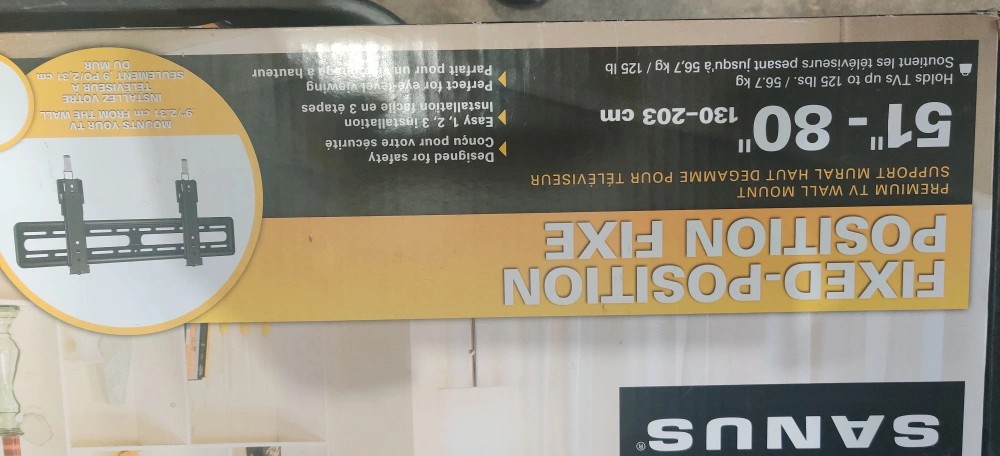 SANUS®
FIXED-POSITION
POSITION FIXE
PREMIUM TV WALL MOUNT
SUPPORT MURAL HAUT DEGAMME POUR TÉLÉVISEUR
51" - 80" 130–203 cm
Holds TVs up to 125 lbs. / 56.7 kg
Soutient les téléviseurs pesant jusqu'à 56,7 kg / 125 lb
Designed for safety
Conçu pour votre sécurité
Easy 1, 2, 3 installation
Installation facile en 3 étapes
Perfect for eye-level viewing
Parfait pour un à hauteur
MOUNTS YOUR TV
.9"/2.31 cm FROM THE WALL
INSTALLEZ VOTRE
TÉLÉVISEUR À
SEULEMENT .9 PO/2,31 cm
DU MUR